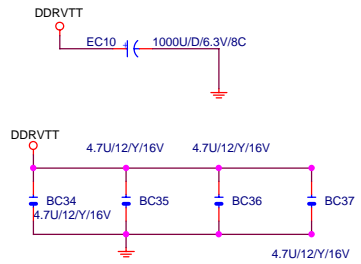 DDRVTT
EC10 1000U/D/6.3V/8C
DDRVTT
4.7U/12/Y/16V 4.7U/12/Y/16V
BC34 BC35 BC36 BC37
4.7U/12/Y/16V
4.7U/12/Y/16V